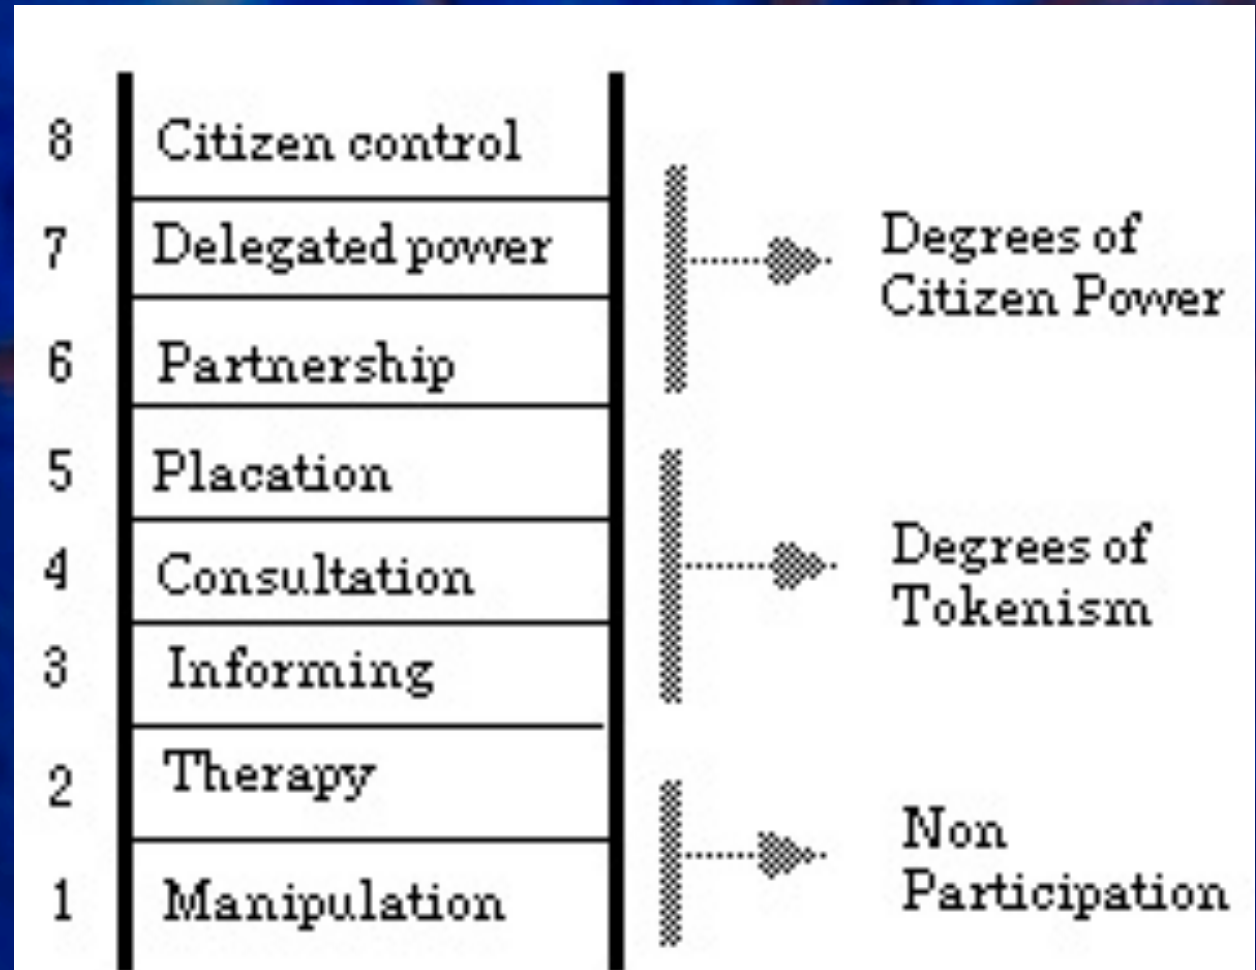 8 Citizen control
7 Delegated power
6 Partnership
5 Placation
4 Consultation
3 Informing
2 Therapy
1 Manipulation
Degrees of
Citizen Power
Degrees of
Tokenism
Non
Participation